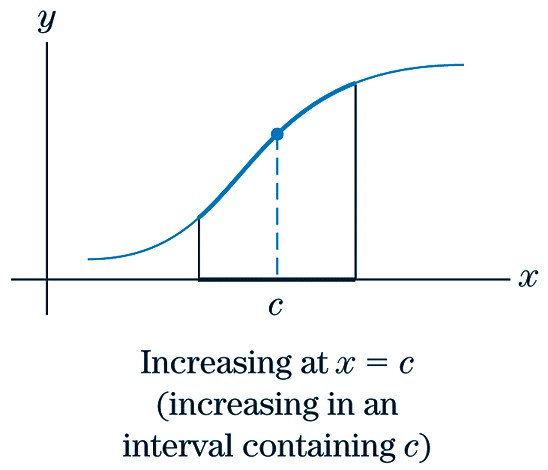 y
x
c
Increasing at x = c
(increasing in an
interval containing c)